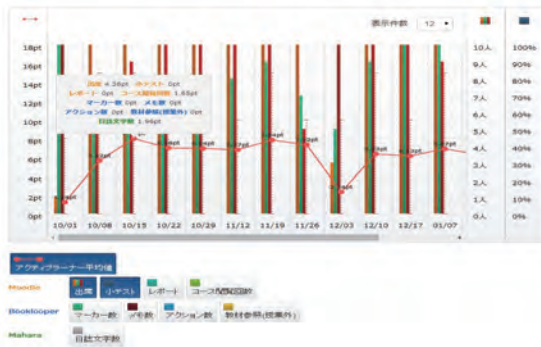 表示件数 12
18pt
16pt
14pt
12pt
10pt
8pt
6pt
4pt
2pt
0pt
10人 100%
9人 90%
8人 80%
7人 70%
6人 60%
5人 50%
4人 40%
3人 30%
2人 20%
1人 10%
0人 0%
出席 4.26pt 小テスト 0pt
レポート 0pt コース閲覧回数 1.65pt
マーカー数 0pt メモ数 0pt
アクション数 2pt 教材参照(授業外) 0pt
日誌文字数 1.96pt
10/01 10/08 10/15 10/22 10/29 11/12 11/19 11/26 12/03 12/10 12/17 01/07
アクティブラーナー平均値
Moodle 出席 小テスト レポート コース閲覧回数
Booklooper マーカー数 メモ数 アクション数 教材参照(授業外)
Mahara 日誌文字数